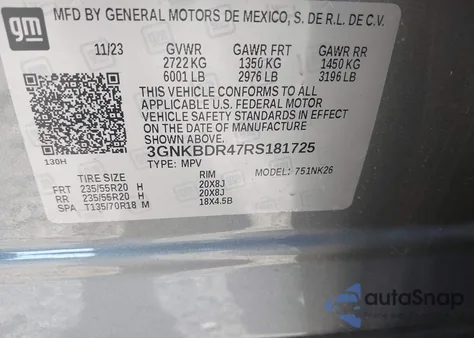 gm
MFD BY GENERAL MOTORS DE MEXICO, S. DE R.L. DE C.V.
11/23 GVWR GAWR FRT GAWR RR
2722 KG 1350 KG 1450 KG
6001 LB 2976 LB 3196 LB
THIS VEHICLE CONFORMS TO ALL
APPLICABLE U.S. FEDERAL MOTOR
VEHICLE SAFETY STANDARDS IN EFFECT
ON THE DATE OF MANUFACTURE SHOWN ABOVE.
3GNKBDR47RS181725
130H TYPE: MPV MODEL: 751NK26
TIRE SIZE RIM
FRT 235/55R20 H 20X8J
RR 235/55R20 H 20X8J
SPA T135/70R18 M 18X4.5B
autoSnap
www.AutoSnap.Cars